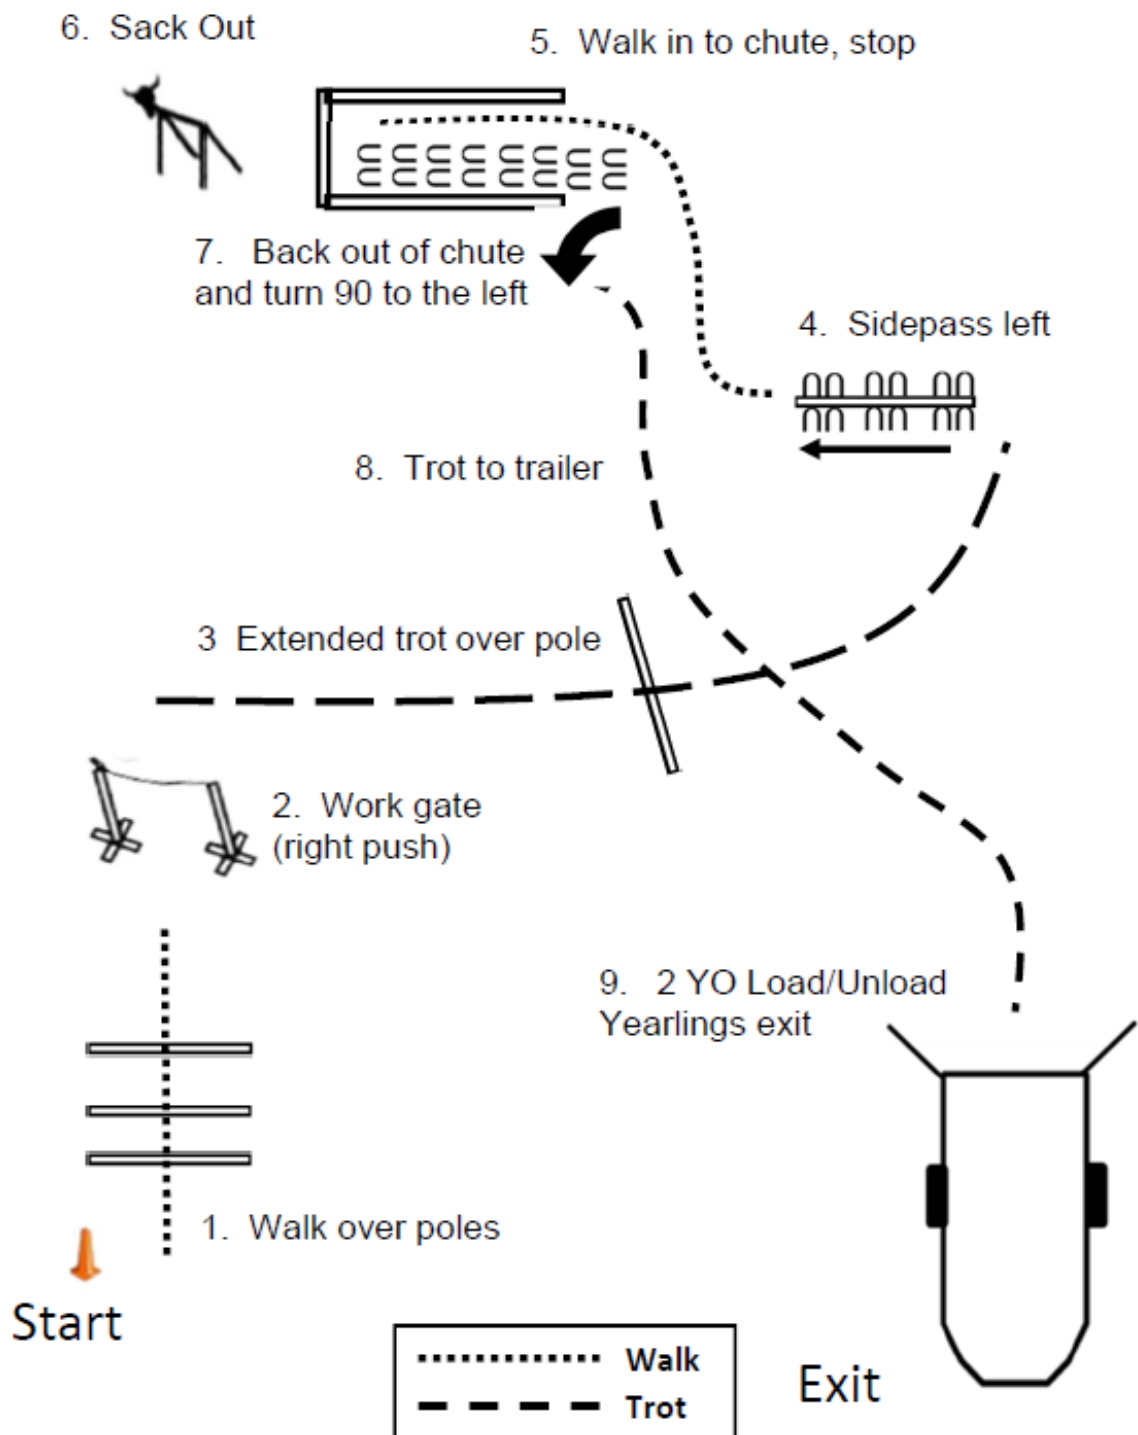 6. Sack Out
5. Walk in to chute, stop
7. Back out of chute
and turn 90 to the left
4. Sidepass left
8. Trot to trailer
3 Extended trot over pole
2. Work gate
(right push)
9. 2 YO Load/Unload
Yearlings exit
1. Walk over poles
Start
Walk
Trot
Exit